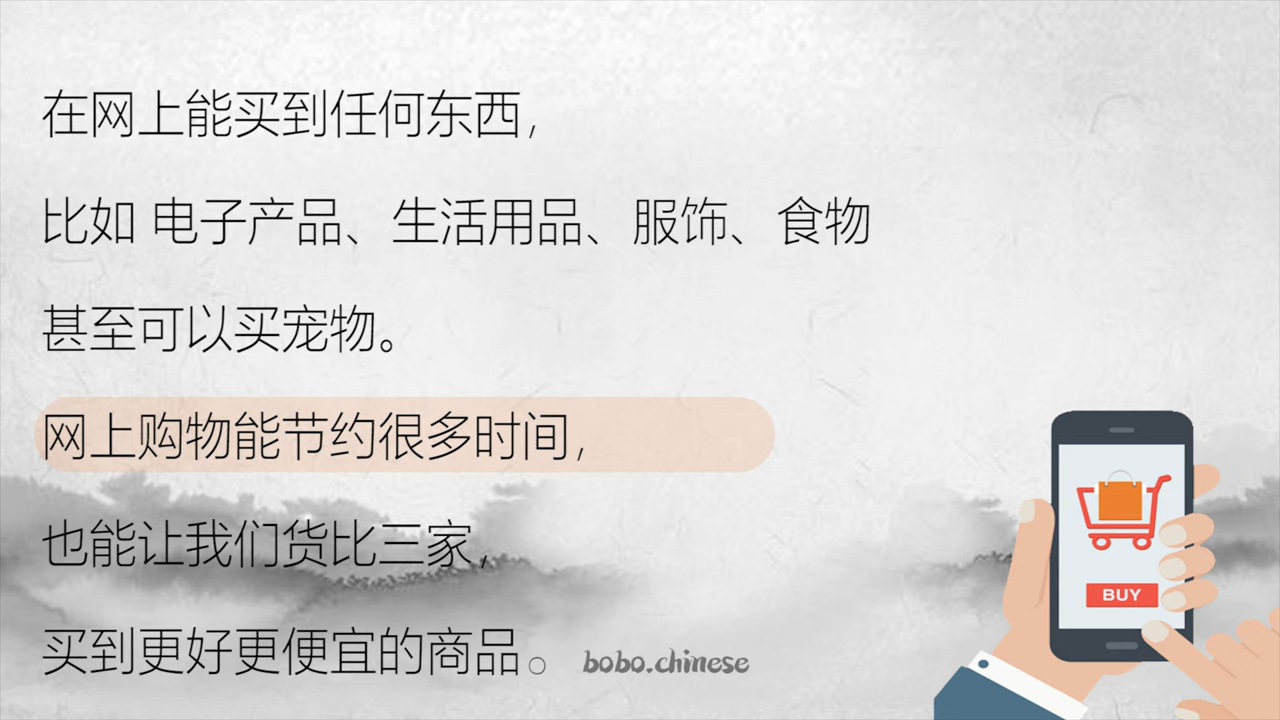 在网上能买到任何东西，
比如 电子产品、生活用品、服饰、食物
甚至可以买宠物。
网上购物能节约很多时间，
也能让我们货比三家，
买到更好更便宜的商品。
bobo.chinese
BUY